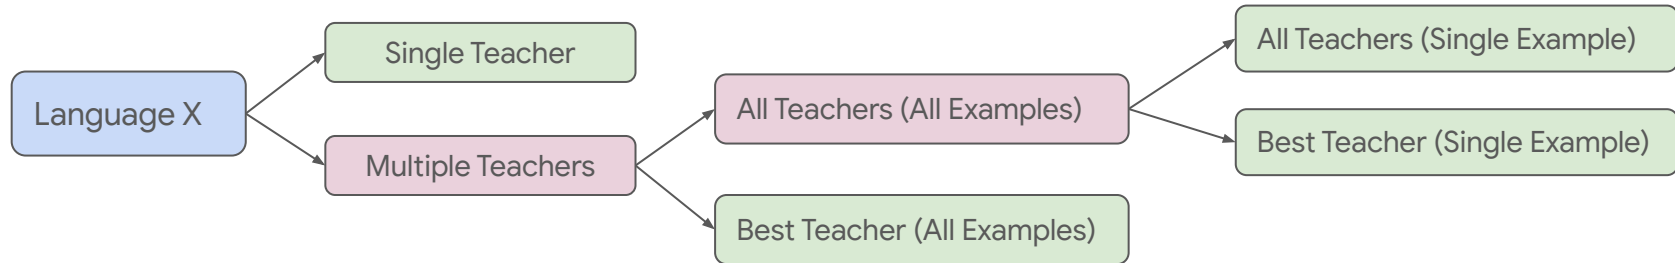 Language X
Single Teacher
Multiple Teachers
All Teachers (All Examples)
Best Teacher (All Examples)
All Teachers (Single Example)
Best Teacher (Single Example)